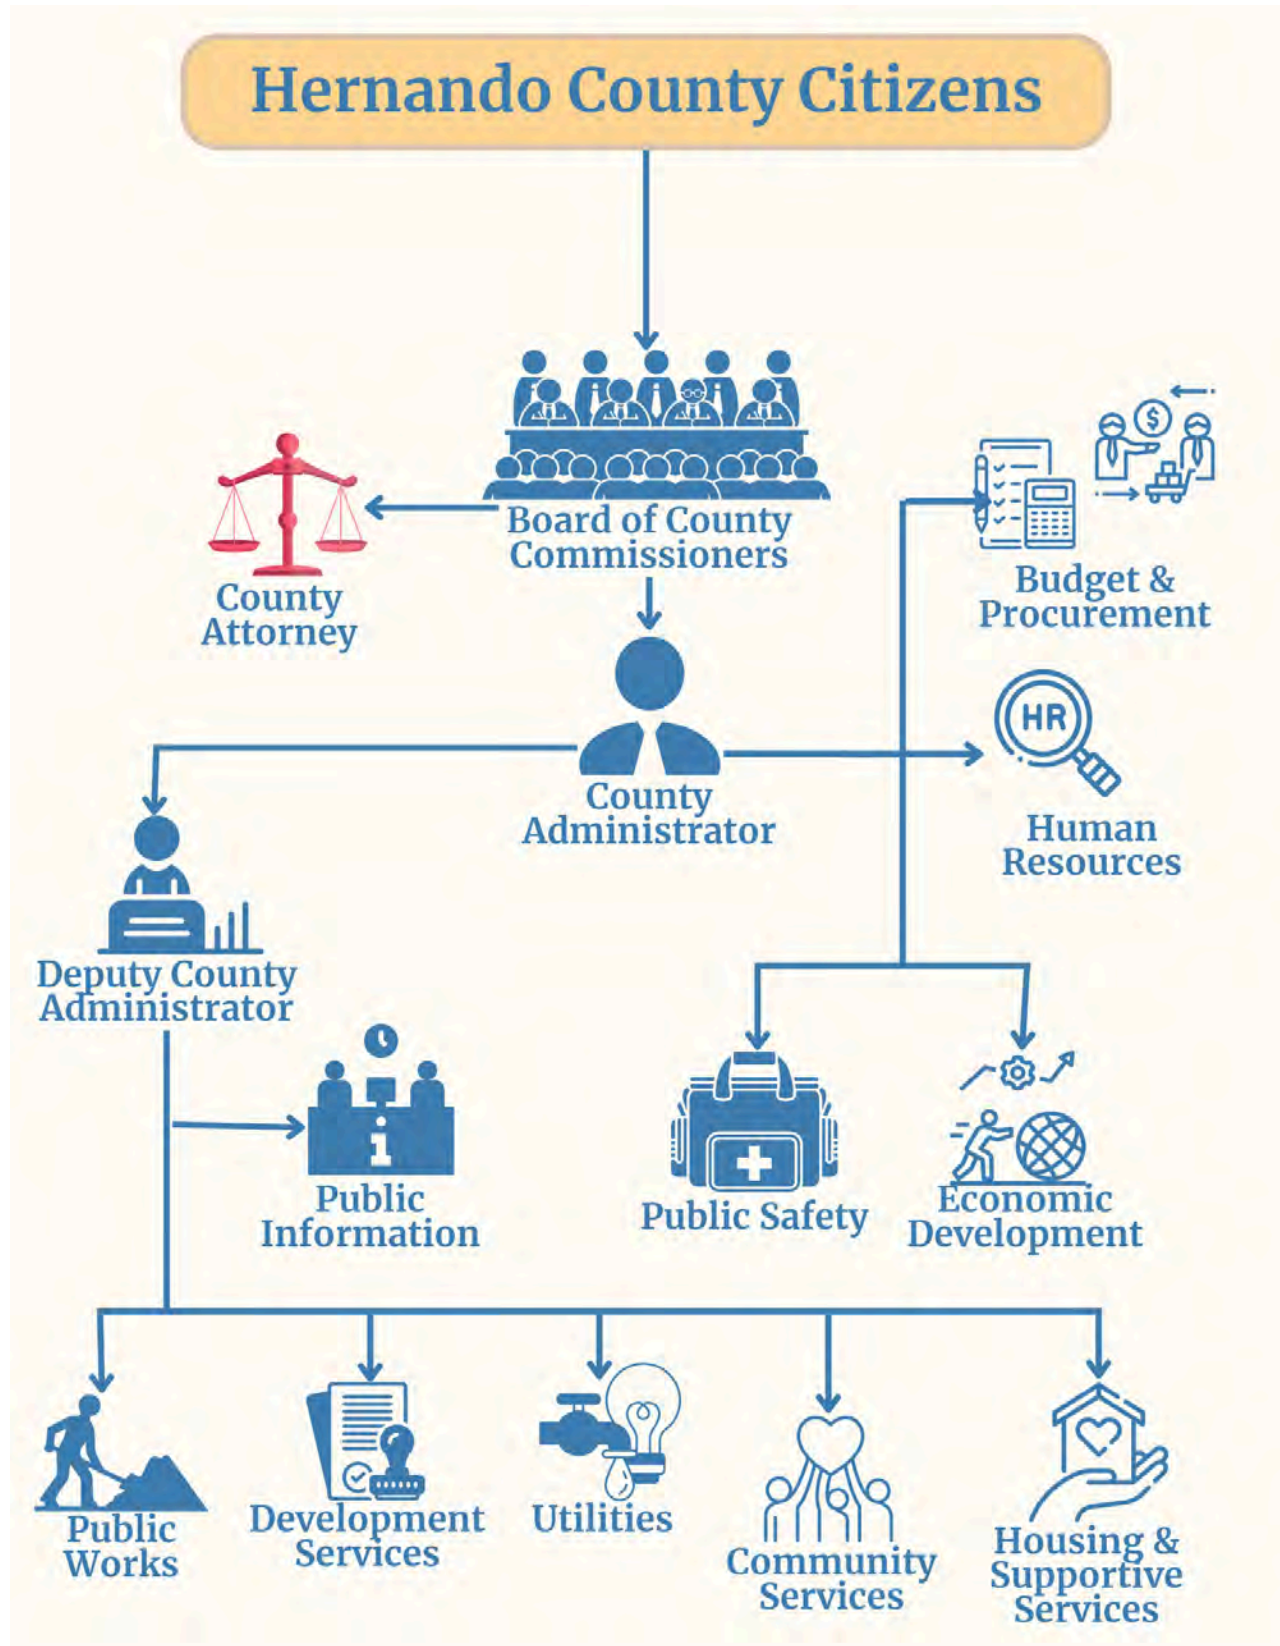 Hernando County Citizens
Board of County
Commissioners
County
Attorney
$
Budget &
Procurement
HR
Human
Resources
County
Administrator
Deputy County
Administrator
i
Public
Information
Public Safety
Economic
Development
Public
Works
Development
Services
Utilities
Community
Services
Housing &
Supportive
Services